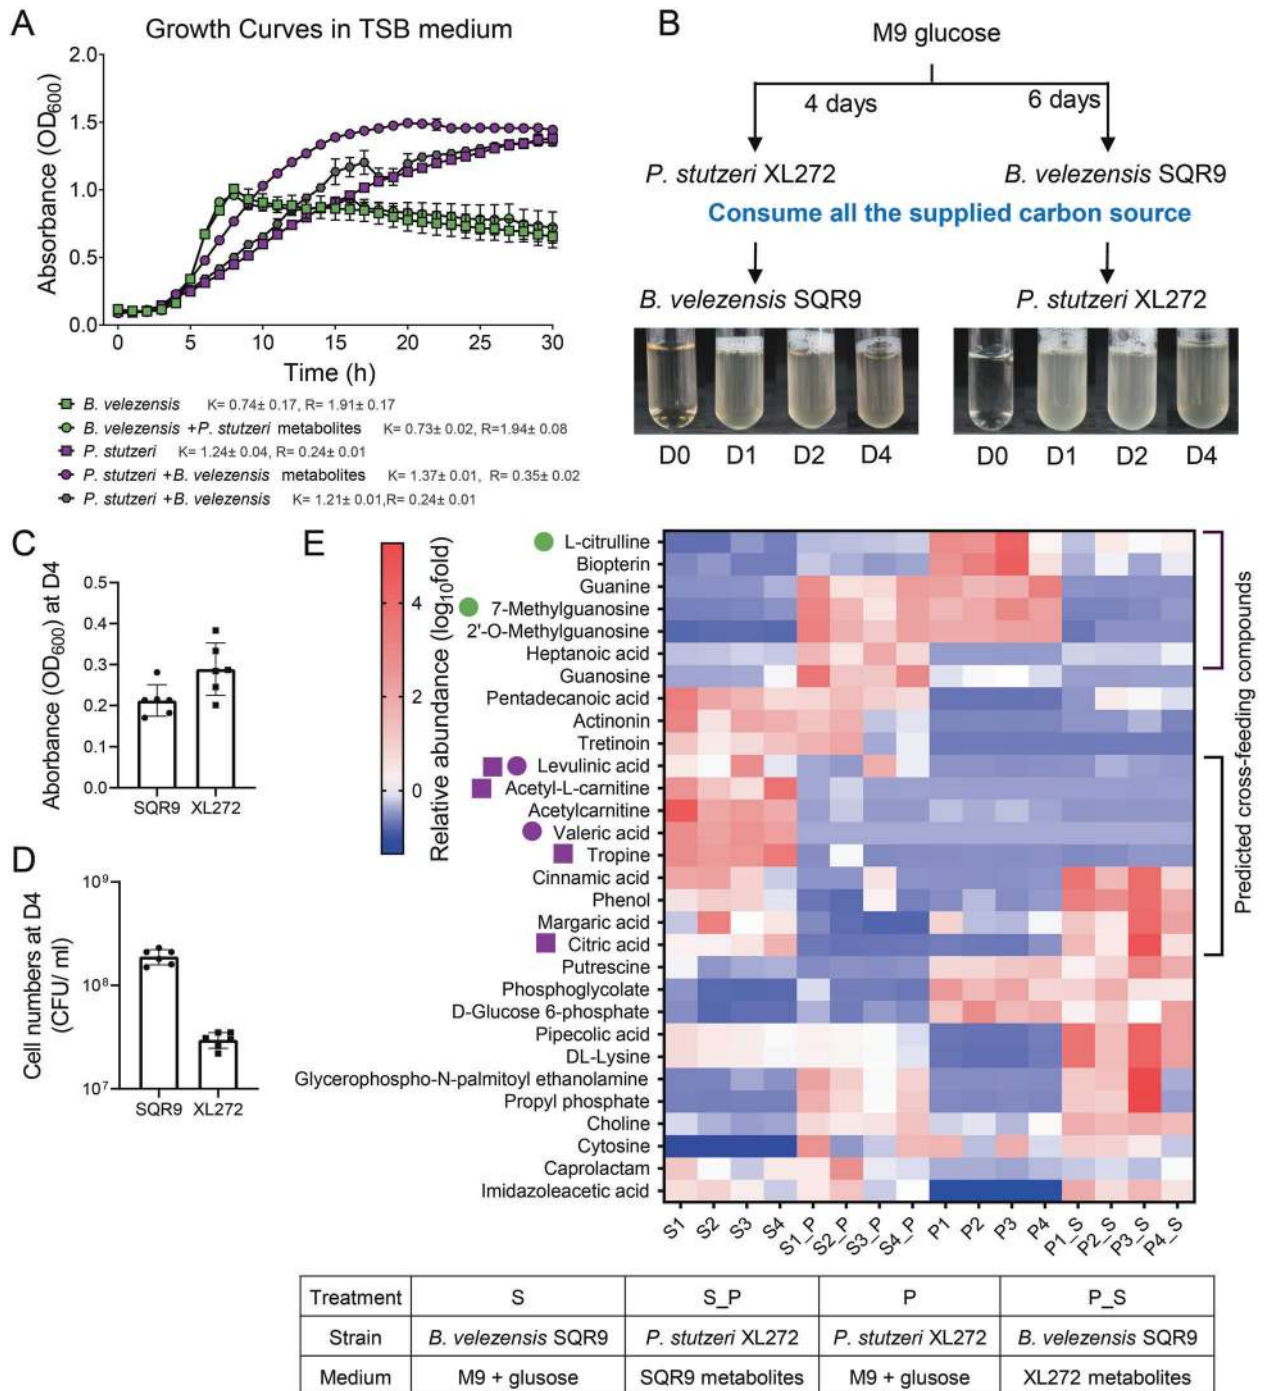 A
Growth Curves in TSB medium
Absorbance (OD600)
2.0
1.5
1.0
0.5
0.0
0 5 10 15 20 25 30
Time (h)
B. velezensis K= 0.74± 0.17, R= 1.91± 0.17
B. velezensis +P. stutzeri metabolites K= 0.73± 0.02, R=1.94± 0.08
P. stutzeri K= 1.24± 0.04, R= 0.24± 0.01
P. stutzeri +B. velezensis metabolites K= 1.37± 0.01, R= 0.35± 0.02
P. stutzeri +B. velezensis K= 1.21± 0.01,R= 0.24± 0.01
B
M9 glucose
4 days 6 days
P. stutzeri XL272 B. velezensis SQR9
Consume all the supplied carbon source
B. velezensis SQR9 P. stutzeri XL272
D0 D1 D2 D4 D0 D1 D2 D4
C
Aborbance (OD600) at D4
0.5
0.4
0.3
0.2
0.1
0.0
SQR9 XL272
D
Cell numbers at D4
(CFU/ ml)
10^9
10^8
10^7
SQR9 XL272
E
Relative abundance (log10fold)
4
2
0
L-citrulline
Biopterin
Guanine
7-Methylguanosine
2'-O-Methylguanosine
Heptanoic acid
Guanosine
Pentadecanoic acid
Actinonin
Tretinoin
Levulinic acid
Acetyl-L-carnitine
Acetylcarnitine
Valeric acid
Tropine
Cinnamic acid
Phenol
Margaric acid
Citric acid
Putrescine
Phosphoglycolate
D-Glucose 6-phosphate
Pipecolic acid
DL-Lysine
Glycerophospho-N-palmitoyl ethanolamine
Propyl phosphate
Choline
Cytosine
Caprolactam
Imidazoleacetic acid
Predicted cross-feeding compounds
S1 S2 S3 S4 S1_P S2_P S3_P S4_P P1 P2 P3 P4 P1_S P2_S P3_S P4_S
Treatment S S_P P P_S
Strain B. velezensis SQR9 P. stutzeri XL272 P. stutzeri XL272 B. velezensis SQR9
Medium M9 + glusose SQR9 metabolites M9 + glusose XL272 metabolites